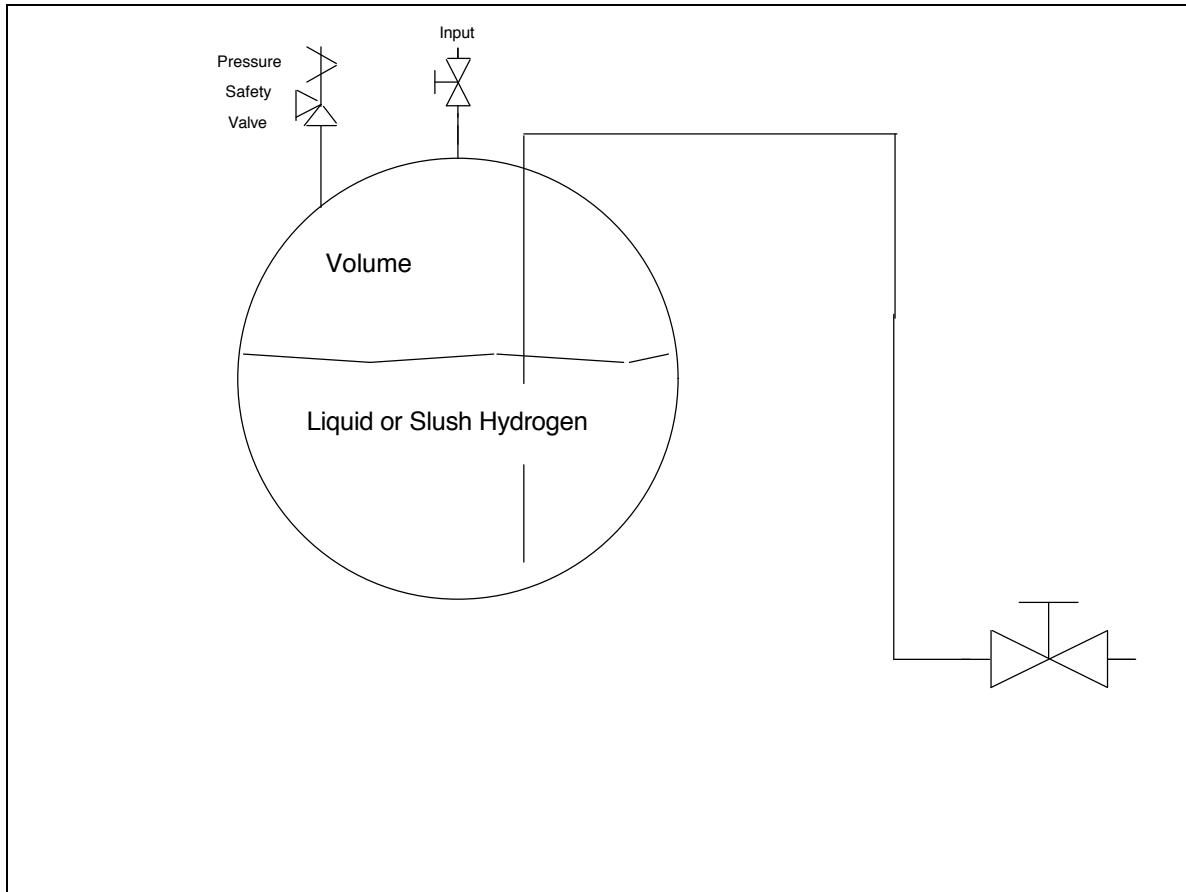 Input
Pressure
Safety
Valve
Volume
Liquid or Slush Hydrogen